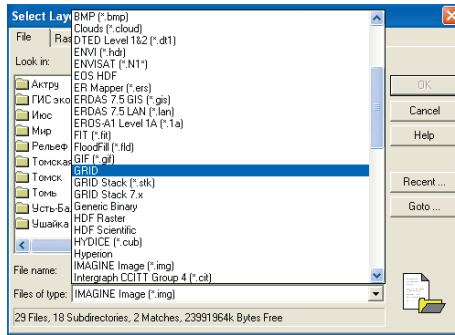 Select Lay
File Ras
Look in:
Актру
ГИС эко
Июс
Мир
Рельеф
Томская
Томск
Томь
Усть-Ба
Ушайка
BMP (*.bmp)
Clouds (*.cloud)
DTED Level 1&2 (*.dt1)
ENVI (*.hdr)
ENVISAT (*.N1*)
EOS HDF
ER Mapper (*.ers)
ERDAS 7.5 GIS (*.gis)
ERDAS 7.5 LAN (*.lan)
EROS-A1 Level 1A (*.1a)
FIT (*.fit)
FloodFill (*.fld)
GIF (*.gif)
GRID
GRID Stack (*.stk)
GRID Stack 7.x
Generic Binary
HDF Raster
HDF Scientific
HYDICE (*.cub)
Hyperion
IMAGINE Image (*.img)
Intergraph CCITT Group 4 (*.cit)
OK
Cancel
Help
Recent ...
Goto ...
File name:
Files of type: IMAGINE Image (*.img)
29 Files, 18 Subdirectories, 2 Matches, 23991964k Bytes Free